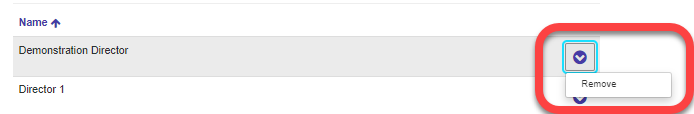 Name
Demonstration Director
Remove
Director 1